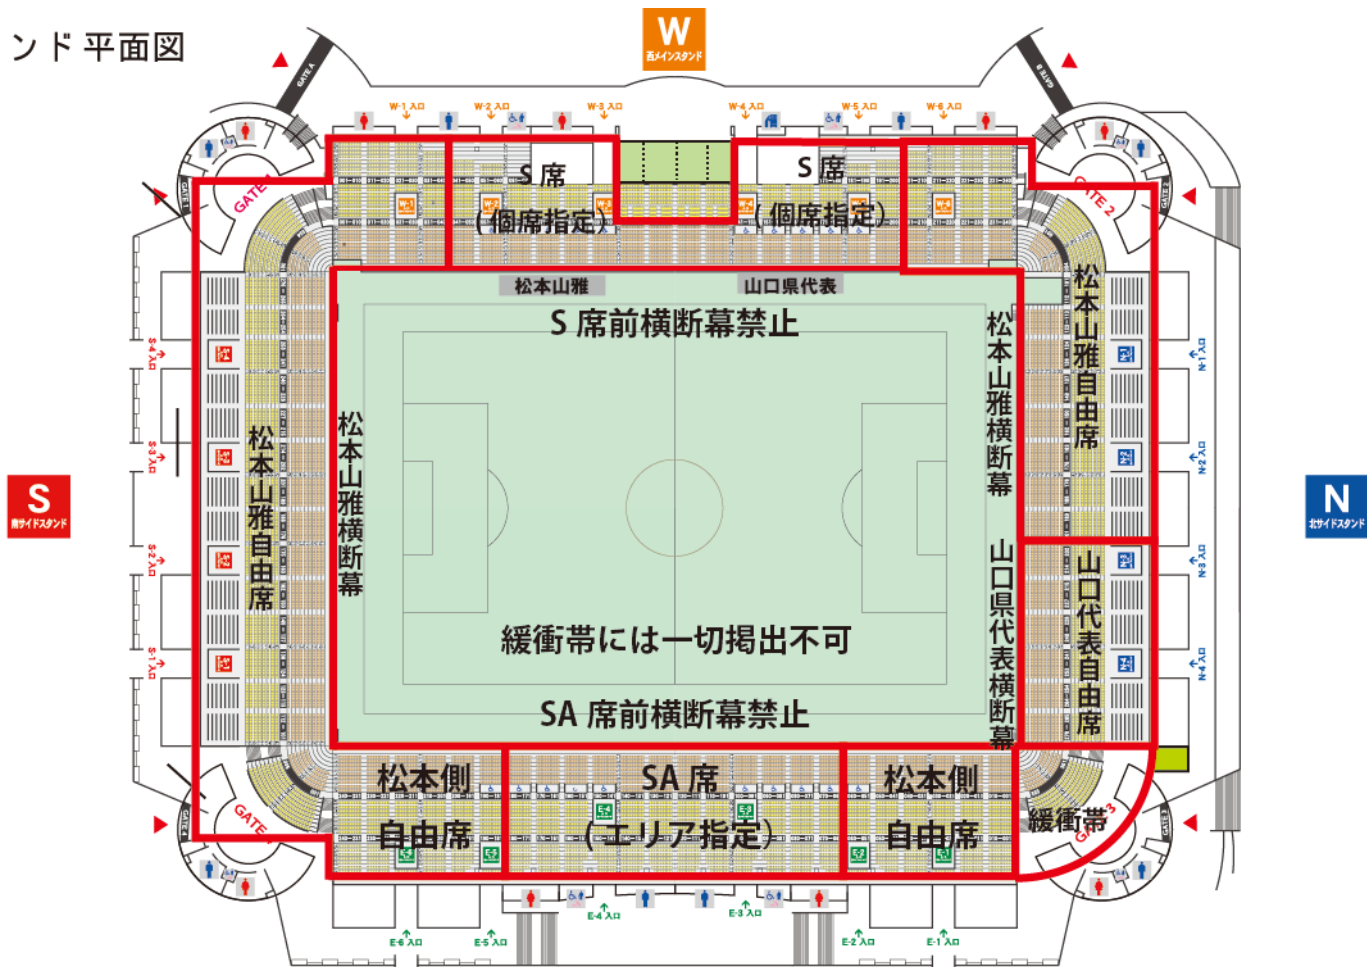 ンド平面図
W
西メインスタンド
GATE A
GATE B
W-1 入口
W-2 入口
W-3 入口
W-4 入口
W-5 入口
W-6 入口
GATE 2
S 席
(個席指定)
S 席
(個席指定)
W-1
W-2
W-3
W-4
W-6
松本山雅
山口県代表
S 席前横断幕禁止
S-4 入口
S-3 入口
S-2 入口
S-1 入口
松本山雅自由席
松本山雅横断幕
松本山雅横断幕
松本山雅自由席
N-1 入口
N-2 入口
N-3 入口
N-4 入口
S
南サイドスタンド
N
北サイドスタンド
山口県代表横断幕
山口代表自由席
緩衝帯には一切掲出不可
SA 席前横断幕禁止
松本側
自由席
SA 席
(エリア指定)
松本側
自由席
緩衝帯
GATE
GATE 3
E-4
E-3
E-2
E-6 入口
E-5 入口
E-4 入口
E-3 入口
E-2 入口
E-1 入口